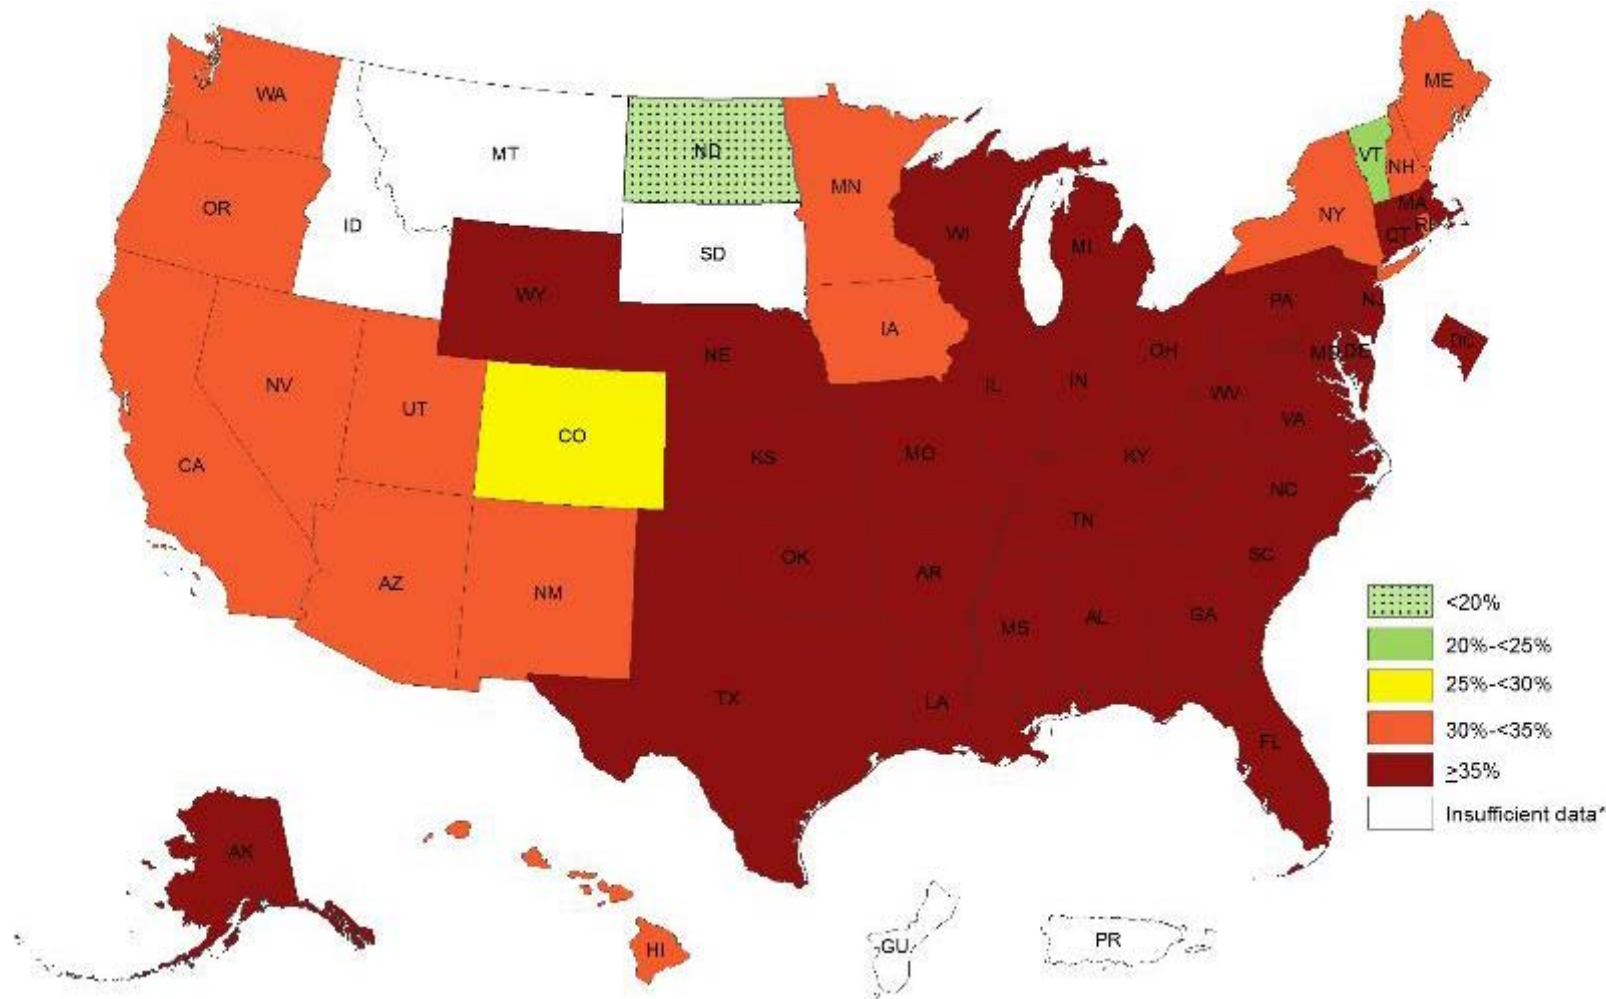 WA
ME
MT
ND
VT
NH
MN
OR
ID
NY
MA
RI
CT
WI
MI
SD
WY
PA
NJ
IA
NE
OH
MD
DE
DC
NV
UT
IL
IN
WV
CO
VA
CA
KS
MO
KY
NC
TN
OK
SC
AZ
NM
AR
GA
AL
MS
TX
LA
FL
AK
HI
GU
PR
<20%
20%-<25%
25%-<30%
30%-<35%
≥35%
Insufficient data*